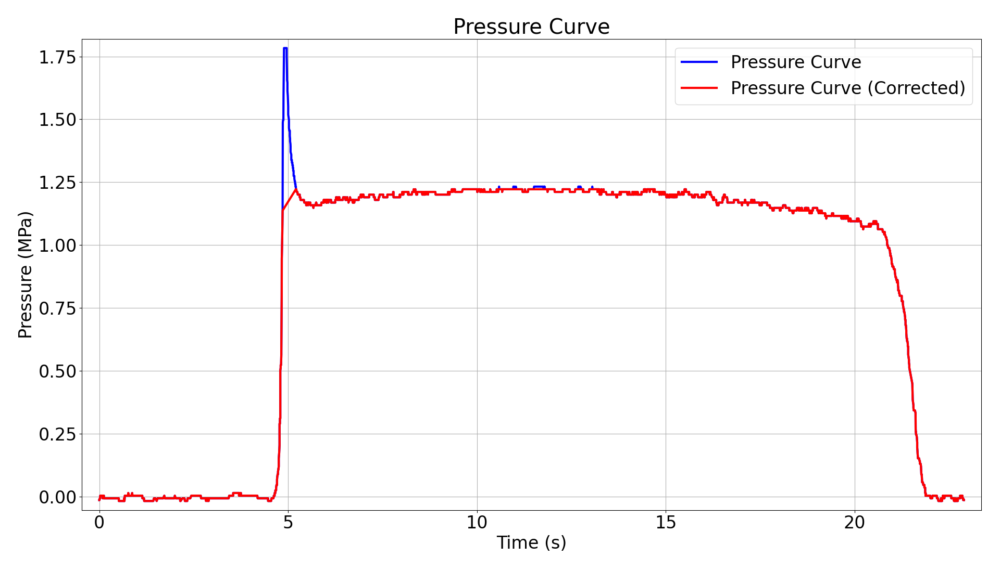 Pressure Curve
Pressure Curve
Pressure Curve (Corrected)
Pressure (MPa)
1.75
1.50
1.25
1.00
0.75
0.50
0.25
0.00
0 5 10 15 20
Time (s)